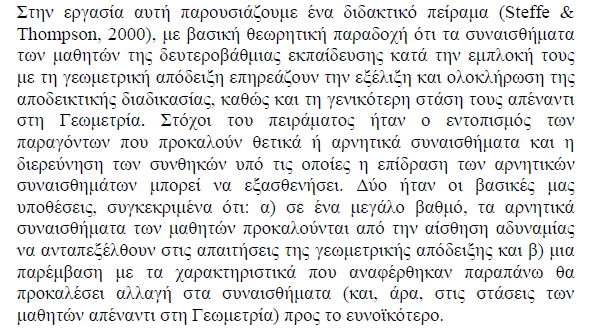 Στην εργασία αυτή παρουσιάζουμε ένα διδακτικό πείραμα (Steffe &
Thompson, 2000), με βασική θεωρητική παραδοχή ότι τα συναισθήματα
των μαθητών της δευτεροβάθμιας εκπαίδευσης κατά την εμπλοκή τους
με τη γεωμετρική απόδειξη επηρεάζουν την εξέλιξη και ολοκλήρωση της
αποδεικτικής διαδικασίας, καθώς και τη γενικότερη στάση τους απέναντι
στη Γεωμετρία. Στόχοι του πειράματος ήταν ο εντοπισμός των
παραγόντων που προκαλούν θετικά ή αρνητικά συναισθήματα και η
διερεύνηση των συνθηκών υπό τις οποίες η επίδραση των αρνητικών
συναισθημάτων μπορεί να εξασθενήσει. Δύο ήταν οι βασικές μας
υποθέσεις, συγκεκριμένα ότι: α) σε ένα μεγάλο βαθμό, τα αρνητικά
συναισθήματα των μαθητών προκαλούνται από την αίσθηση αδυναμίας
να ανταπεξέλθουν στις απαιτήσεις της γεωμετρικής απόδειξης και β) μια
παρέμβαση με τα χαρακτηριστικά που αναφέρθηκαν παραπάνω θα
προκαλέσει αλλαγή στα συναισθήματα (και, άρα, στις στάσεις των
μαθητών απέναντι στη Γεωμετρία) προς το ευνοϊκότερο.